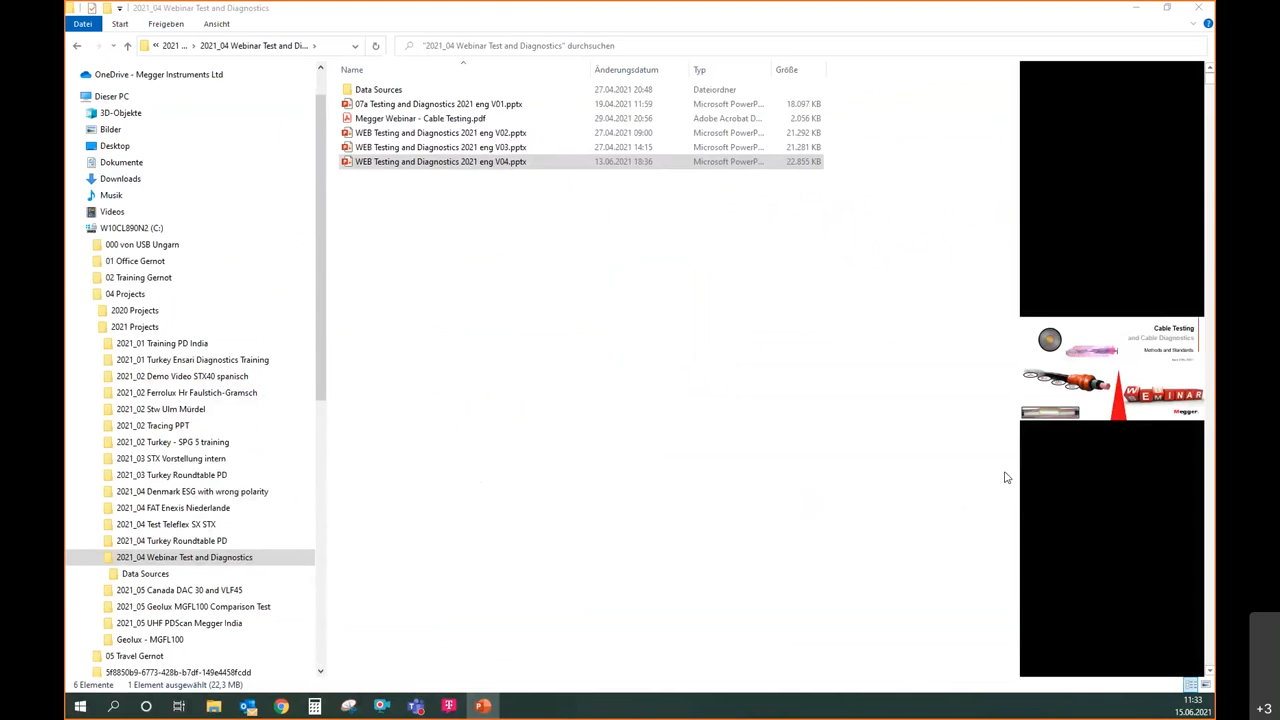 2021_04 Webinar Test and Diagnostics
Datei Start Freigeben Ansicht
« 2021 ... › 2021_04 Webinar Test and Di... ›
"2021_04 Webinar Test and Diagnostics" durchsuchen
Name Änderungsdatum Typ Größe
Data Sources 27.04.2021 20:48 Dateiordner
07a Testing and Diagnostics 2021 eng V01.pptx 19.04.2021 11:59 Microsoft PowerP... 18.097 KB
Megger Webinar - Cable Testing.pdf 29.04.2021 20:56 Adobe Acrobat D... 2.056 KB
WEB Testing and Diagnostics 2021 eng V02.pptx 27.04.2021 09:00 Microsoft PowerP... 21.292 KB
WEB Testing and Diagnostics 2021 eng V03.pptx 27.04.2021 14:15 Microsoft PowerP... 21.281 KB
WEB Testing and Diagnostics 2021 eng V04.pptx 13.06.2021 18:36 Microsoft PowerP... 22.855 KB
OneDrive - Megger Instruments Ltd
Dieser PC
3D-Objekte
Bilder
Desktop
Dokumente
Downloads
Musik
Videos
W10CL890N2 (C:)
000 von USB Ungarn
01 Office Gernot
02 Training Gernot
04 Projects
2020 Projects
2021 Projects
2021_01 Training PD India
2021_01 Turkey Ensari Diagnostics Training
2021_02 Demo Video STX40 spanisch
2021_02 Ferrolux Hr Faulstich-Gramsch
2021_02 Stw Ulm Mürdel
2021_02 Tracing PPT
2021_02 Turkey - SPG 5 training
2021_03 STX Vorstellung intern
2021_03 Turkey Roundtable PD
2021_04 Denmark ESG with wrong polarity
2021_04 FAT Enexis Niederlande
2021_04 Test Teleflex SX STX
2021_04 Turkey Roundtable PD
2021_04 Webinar Test and Diagnostics
Data Sources
2021_05 Canada DAC 30 and VLF45
2021_05 Geolux MGFL100 Comparison Test
2021_05 UHF PDScan Megger India
Geolux - MGFL100
05 Travel Gernot
5f8850b9-6773-428b-b7df-149e4458fcdd
Cable Testing
and Cable Diagnostics
Methods and Standards
WEBINAR
Megger.
6 Elemente 1 Element ausgewählt (22,3 MB)
11:33
15.06.2021
+3